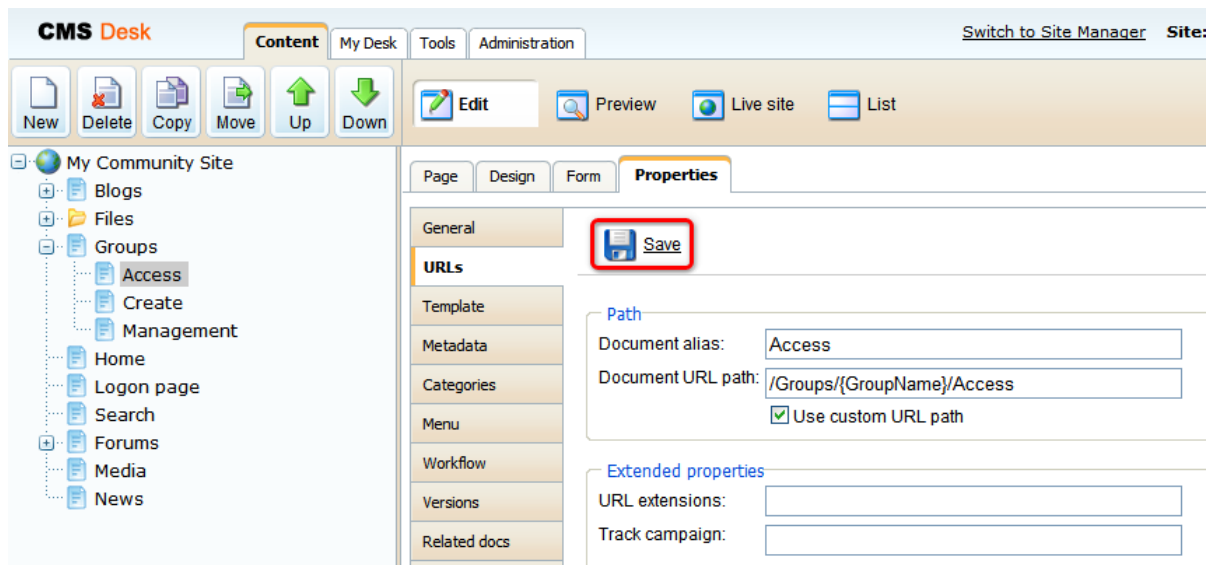 CMS Desk
Content My Desk Tools Administration
Switch to Site Manager Site:
New Delete Copy Move Up Down
Edit Preview Live site List
My Community Site
Blogs
Files
Groups
Access
Create
Management
Home
Logon page
Search
Forums
Media
News
Page Design Form Properties
General
URLs
Template
Metadata
Categories
Menu
Workflow
Versions
Related docs
Save
Path
Document alias: Access
Document URL path: /Groups/{GroupName}/Access
Use custom URL path
Extended properties
URL extensions:
Track campaign: